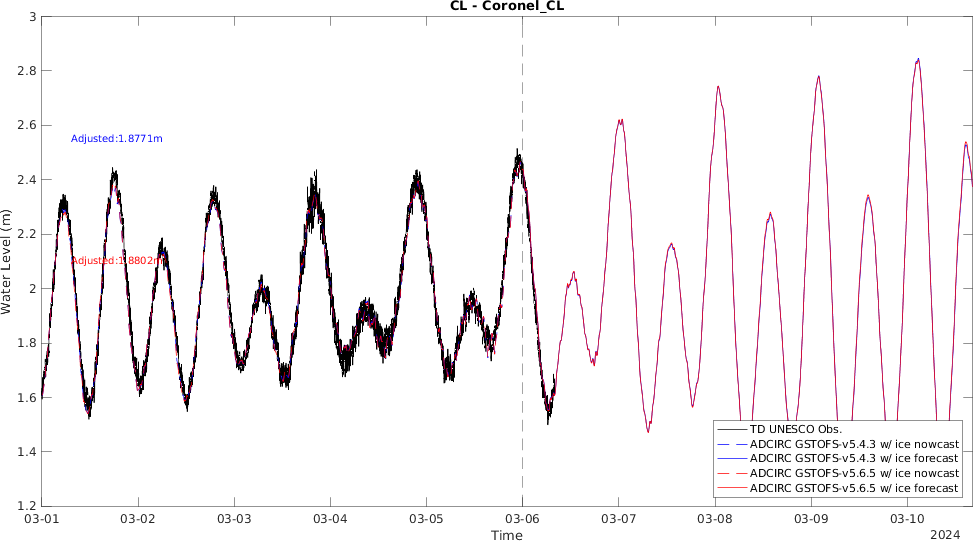 CL - Coronel_CL
3
2.8
2.6
2.4
2.2
2
1.8
1.6
1.4
1.2
Water Level (m)
Adjusted:1.8771m
Adjusted:1.8802m
TD UNESCO Obs.
ADCIRC GSTOFS-v5.4.3 w/ ice nowcast
ADCIRC GSTOFS-v5.4.3 w/ ice forecast
ADCIRC GSTOFS-v5.6.5 w/ ice nowcast
ADCIRC GSTOFS-v5.6.5 w/ ice forecast
03-01 03-02 03-03 03-04 03-05 03-06 03-07 03-08 03-09 03-10
Time
2024